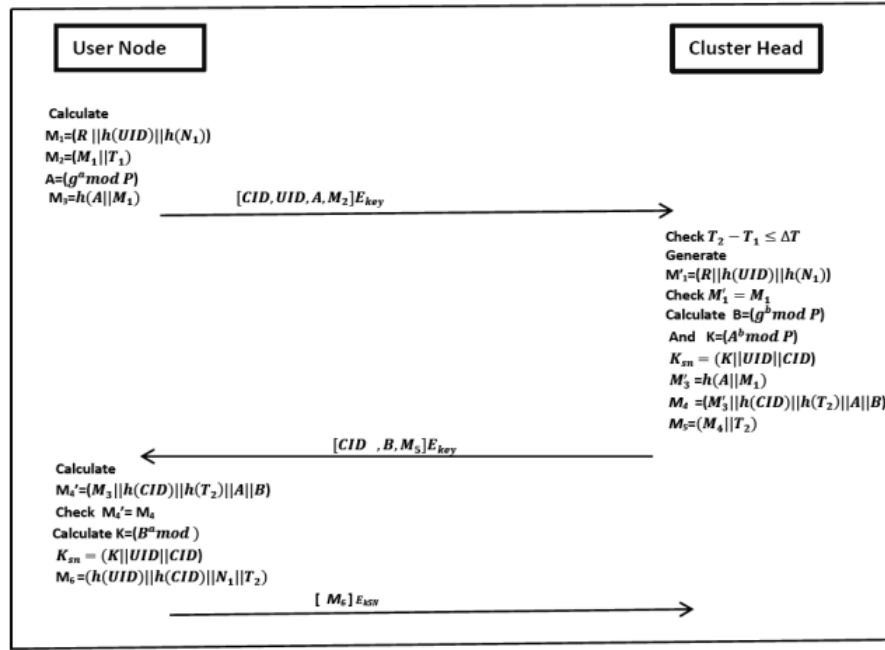 User Node
Cluster Head
Calculate
M₁=(R ||h(UID)||h(N₁))
M₂=(M₁||T₁)
A=(gᵃmod P)
M₃=h(A||M₁)
[CID, UID, A, M₂]E_key
Check T₂ − T₁ ≤ ΔT
Generate
M'₁=(R||h(UID)||h(N₁))
Check M'₁ = M₁
Calculate B=(gᵇmod P)
And K=(Aᵇmod P)
K_sn = (K||UID||CID)
M'₃ =h(A||M₁)
M₄ =(M'₃||h(CID)||h(T₂)||A||B)
M₅=(M₄||T₂)
[CID , B, M₅]E_key
Calculate
M₄'=(M₃||h(CID)||h(T₂)||A||B)
Check M₄'= M₄
Calculate K=(Bᵃmod )
K_sn = (K||UID||CID)
M₆=(h(UID)||h(CID)||N₁||T₂)
[ M₆]E_kSN